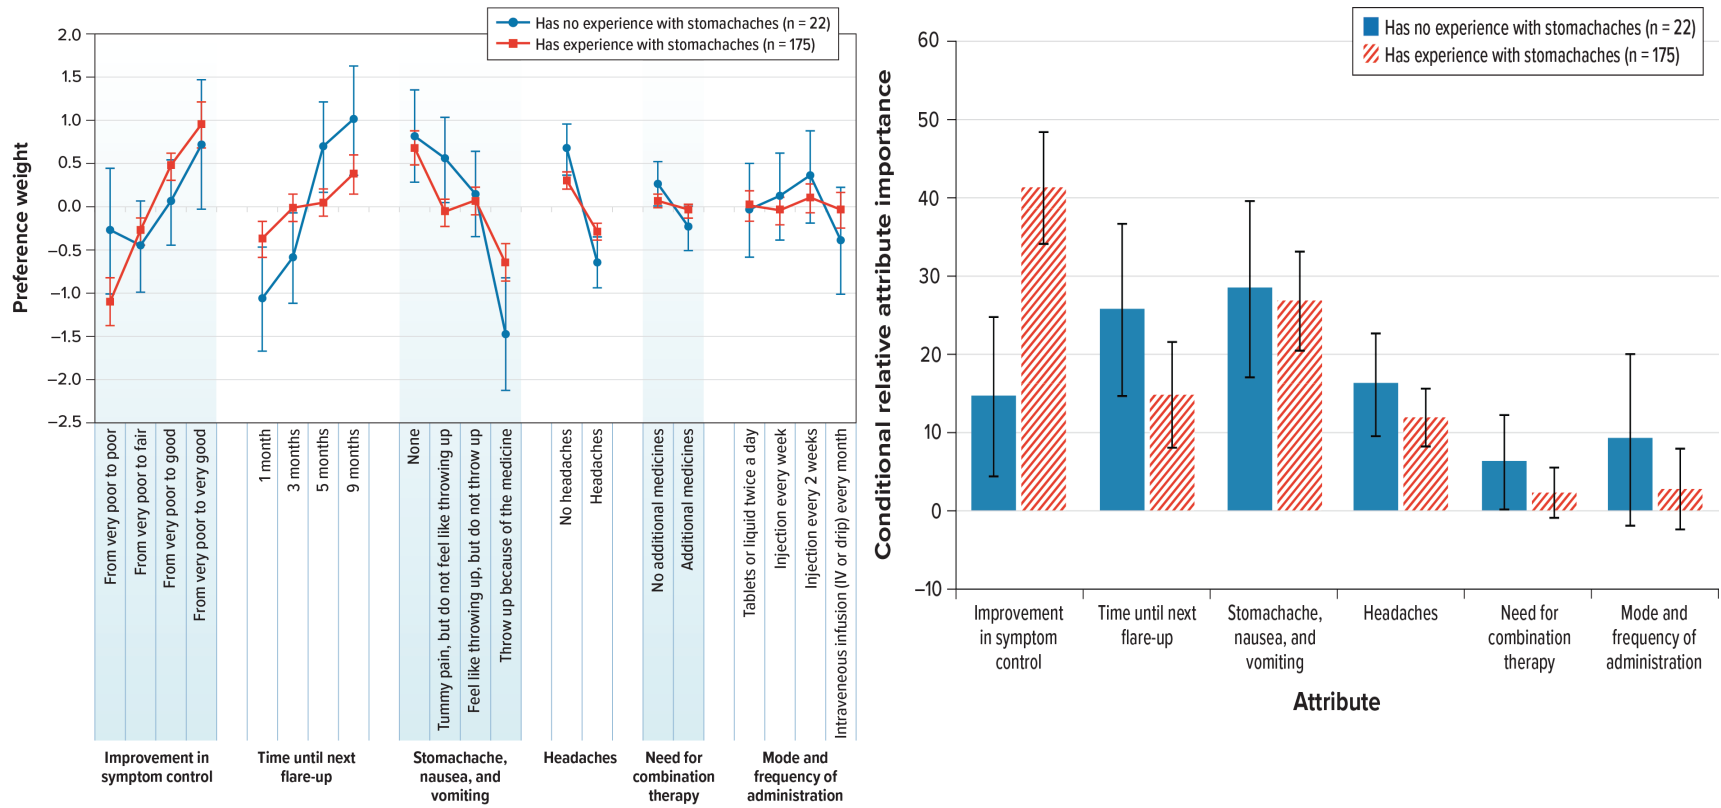 Has no experience with stomachaches (n = 22)
Has experience with stomachaches (n = 175)
Preference weight
2.0
1.5
1.0
0.5
0.0
−0.5
−1.0
−1.5
−2.0
−2.5
From very poor to poor
From very poor to fair
From very poor to good
From very poor to very good
1 month
3 months
5 months
9 months
None
Tummy pain, but do not feel like throwing up
Feel like throwing up, but do not throw up
Throw up because of the medicine
No headaches
Headaches
No additional medicines
Additional medicines
Tablets or liquid twice a day
Injection every week
Injection every 2 weeks
Intraveneous infusion (IV or drip) every month
Improvement in
symptom control
Time until next
flare-up
Stomachache,
nausea, and
vomiting
Headaches
Need for
combination
therapy
Mode and
frequency of
administration
Has no experience with stomachaches (n = 22)
Has experience with stomachaches (n = 175)
Conditional relative attribute importance
60
50
40
30
20
10
0
−10
Improvement
in symptom
control
Time until next
flare-up
Stomachache,
nausea, and
vomiting
Headaches
Need for
combination
therapy
Mode and
frequency of
administration
Attribute